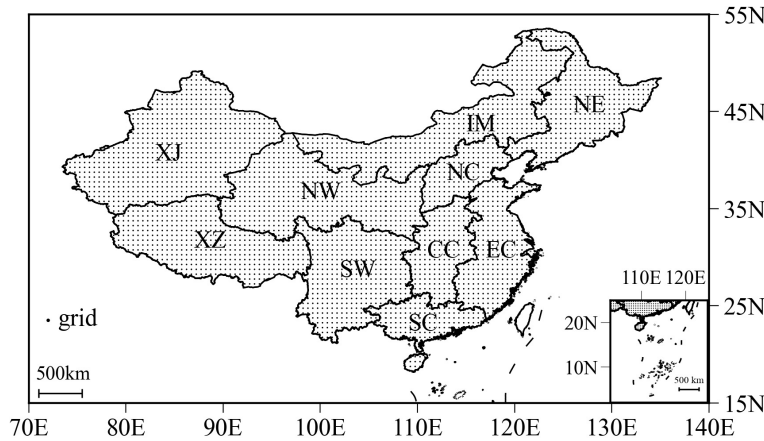 55N
NE
45N
IM
XJ
NC
NW
35N
XZ
CC
EC
SW
110E 120E
25N
SC
20N
grid
10N
500km
500 km
15N
70E 80E 90E 100E 110E 120E 130E 140E